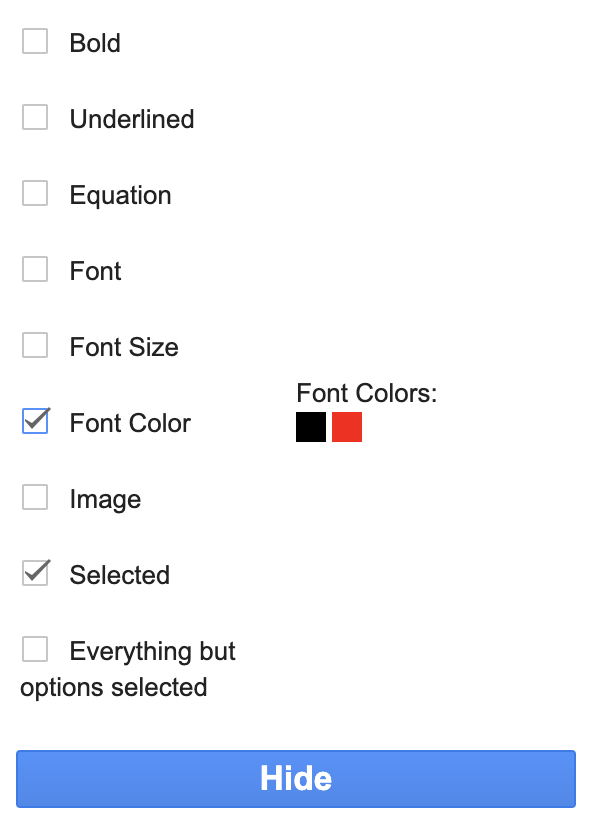 Bold
Underlined
Equation
Font
Font Size
Font Colors:
Font Color
Image
Selected
Everything but
options selected
Hide